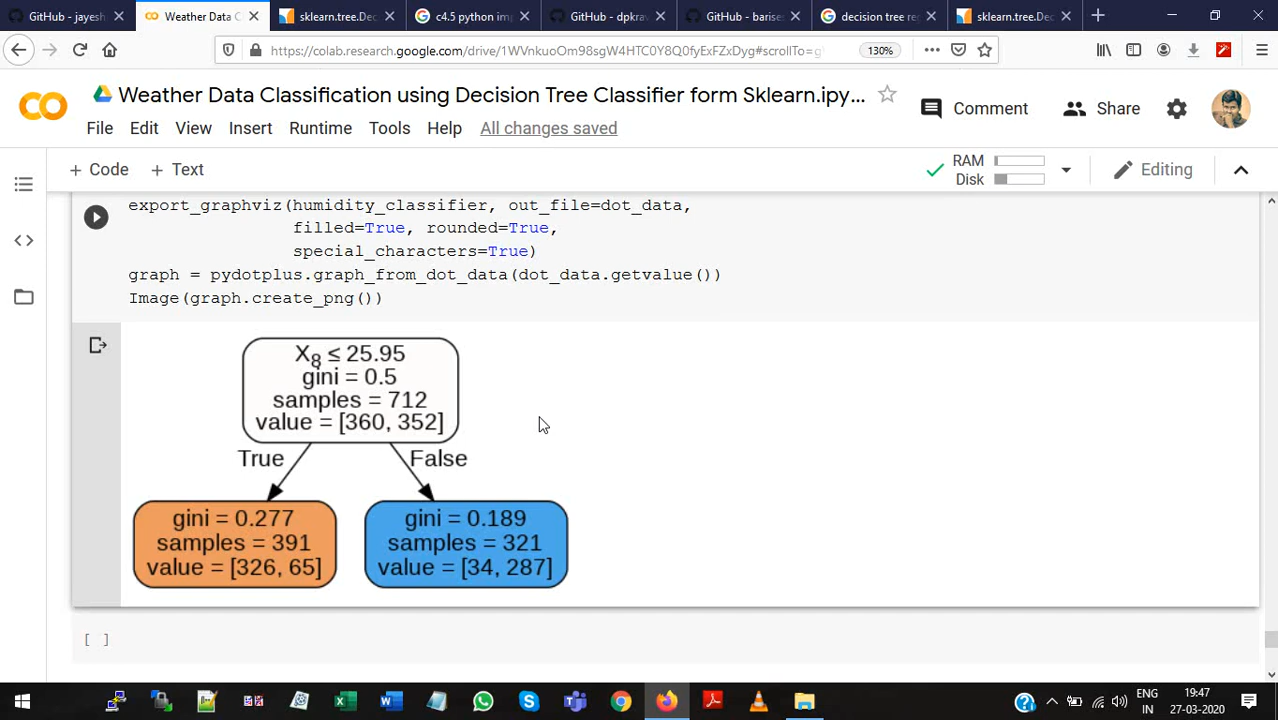 GitHub - jayesh
Weather Data C
sklearn.tree.Dec
c4.5 python imp
GitHub - dpkrav
GitHub - barises
decision tree reg
sklearn.tree.Dec
https://colab.research.google.com/drive/1WVnkuoOm98sgW4HTC0Y8Q0fyExFZxDyg#scrollTo=g
130%
CO
Weather Data Classification using Decision Tree Classifier form Sklearn.ipy...
Comment
Share
File Edit View Insert Runtime Tools Help All changes saved
+ Code + Text
RAM
Disk
Editing
export_graphviz(humidity_classifier, out_file=dot_data,
filled=True, rounded=True,
special_characters=True)
graph = pydotplus.graph_from_dot_data(dot_data.getvalue())
Image(graph.create_png())
X8 ≤ 25.95
gini = 0.5
samples = 712
value = [360, 352]
True
False
gini = 0.277
samples = 391
value = [326, 65]
gini = 0.189
samples = 321
value = [34, 287]
[ ]
ENG
IN
19:47
27-03-2020